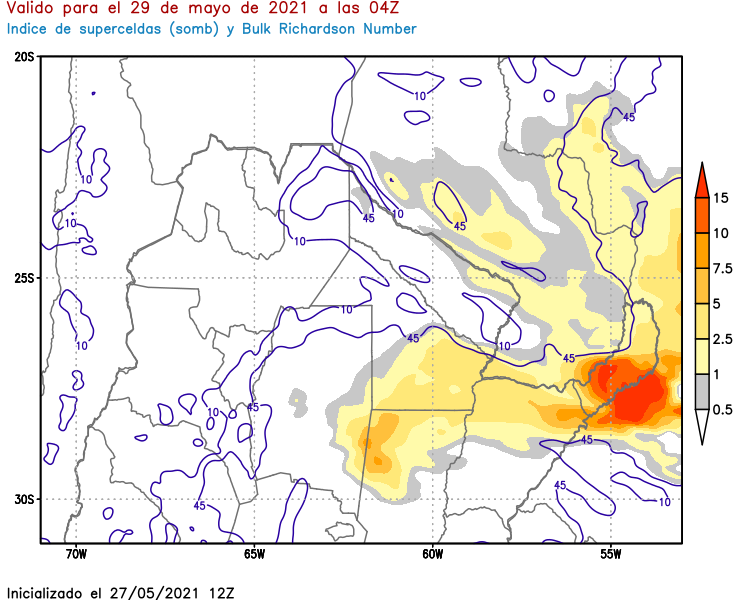 Valido para el 29 de mayo de 2021 a las 04Z
Indice de superceldas (somb) y Bulk Richardson Number
20S
25S
30S
70W
65W
60W
55W
10
45
10
45
10
45
10
10
10
45
10
10
45
45
10
45
45
45
10
45
15
10
7.5
5
2.5
1
0.5
Inicializado el 27/05/2021 12Z